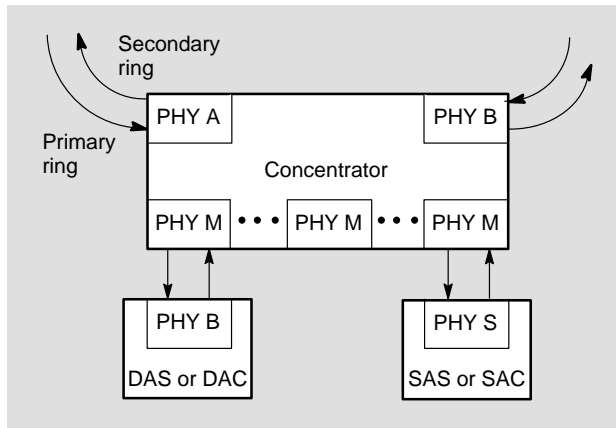 Secondary
ring
PHY A
PHY B
Primary
ring
Concentrator
PHY M ••• PHY M ••• PHY M
PHY B
PHY S
DAS or DAC
SAS or SAC